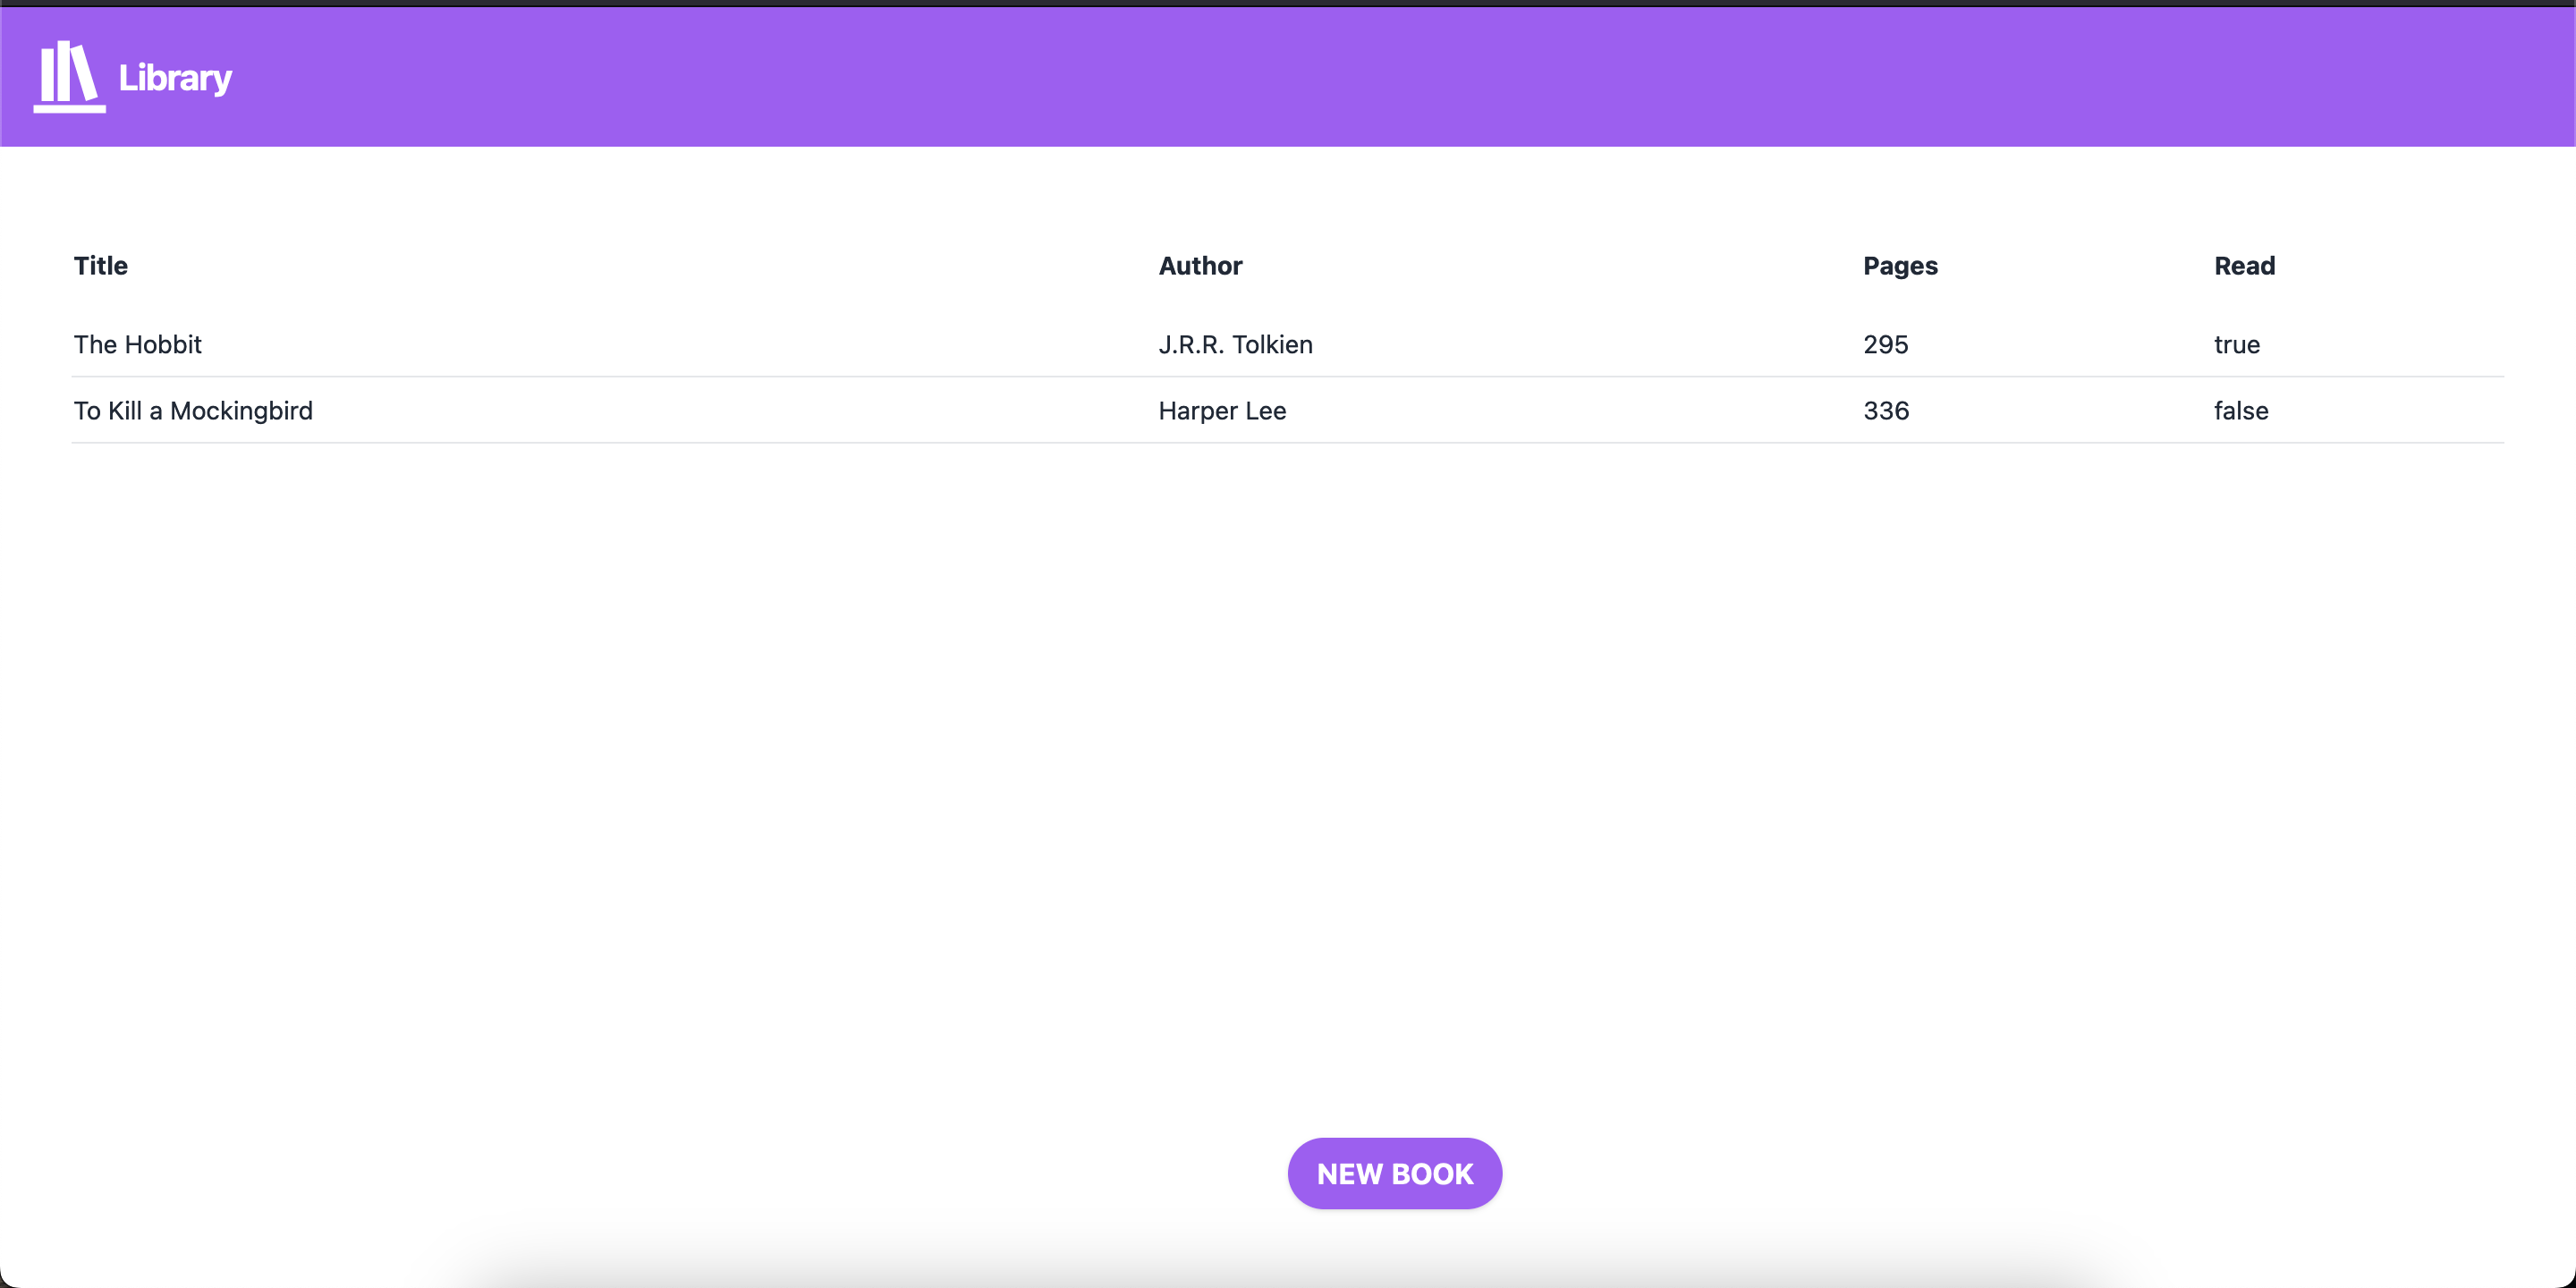 Library
Title Author Pages Read
The Hobbit J.R.R. Tolkien 295 true
To Kill a Mockingbird Harper Lee 336 false
NEW BOOK